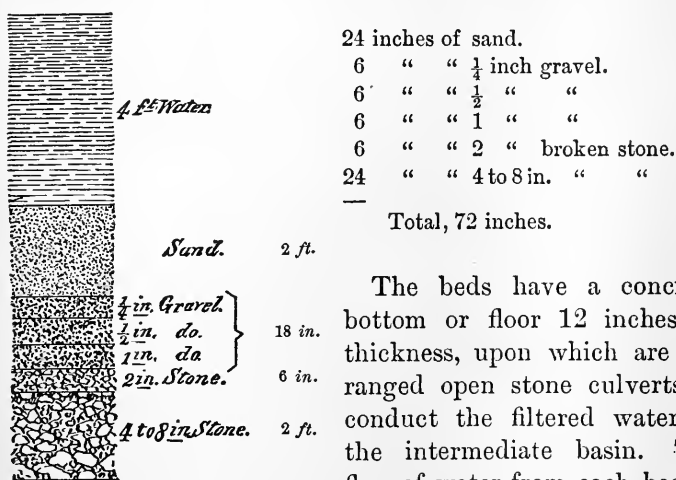 4 ft. Water
Sand. 2 ft.
1/4 in. Gravel.
1/2 in. do. 18 in.
1 in. do
2 in. Stone. 6 in.
4 to 8 in Stone. 2 ft.
24 inches of sand.
6 “ “ 1/4 inch gravel.
6 “ “ 1/2 “ “
6 “ “ 1 “ “
6 “ “ 2 “ broken stone.
24 “ “ 4 to 8 in. “ “
Total, 72 inches.
The beds have a conc
bottom or floor 12 inches
thickness, upon which are
ranged open stone culverts
conduct the filtered water
the intermediate basin.
of water from each